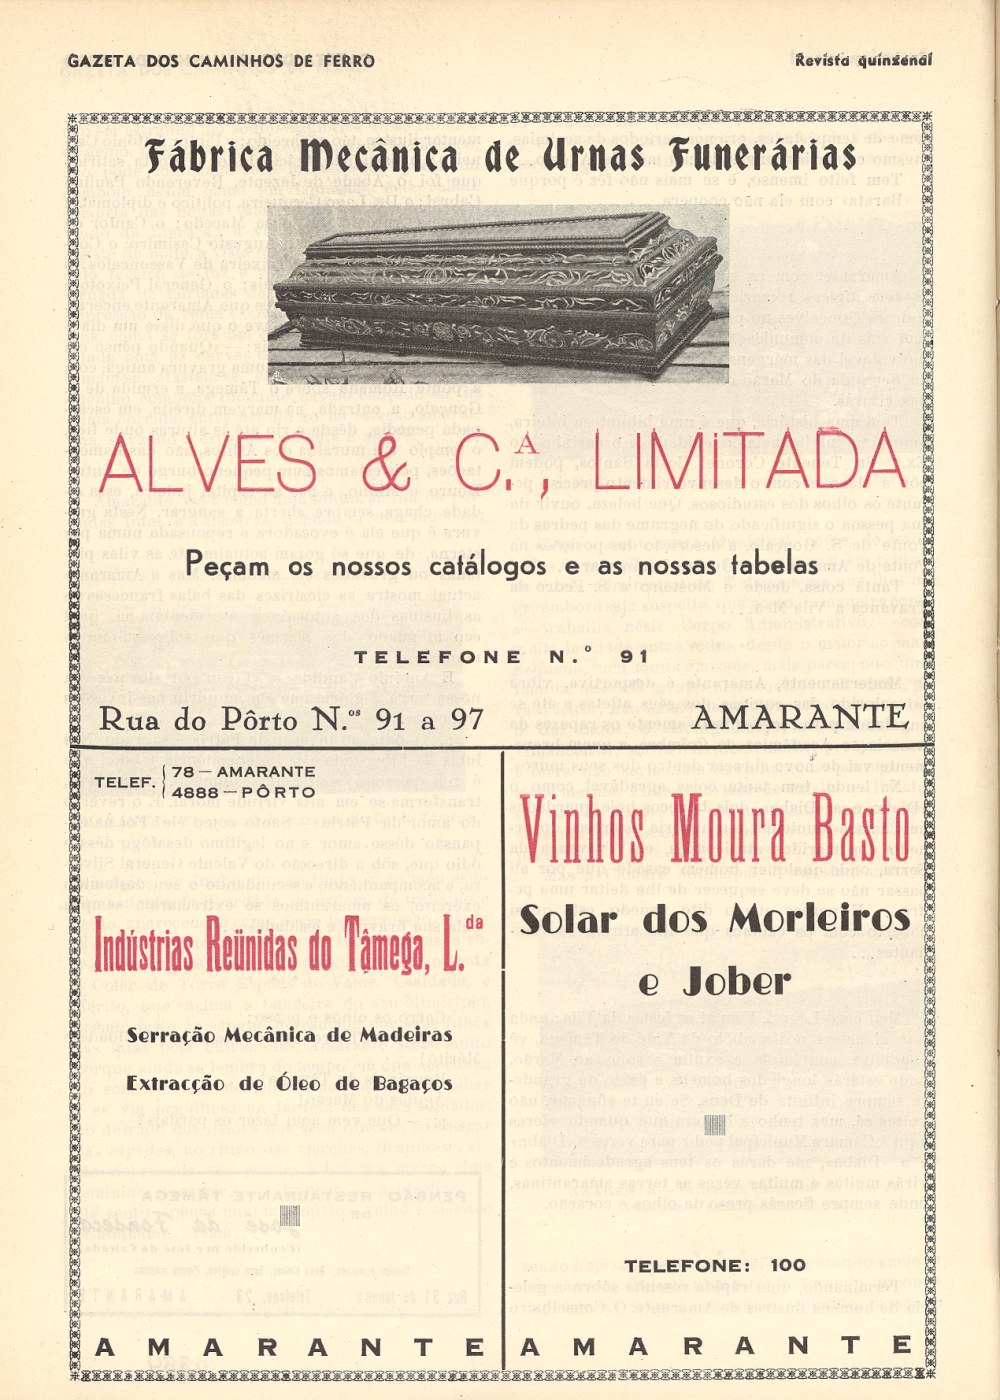 GAZETA DOS CAMINHOS DE FERRO
Revista quinzenal
Fábrica Mecânica de Urnas Funerárias
ALVES & C.ᴬ, LIMITADA
Peçam os nossos catálogos e as nossas tabelas
TELEFONE N.º 91
Rua do Pôrto N.ᵒˢ 91 a 97
AMARANTE
TELEF. { 78 — AMARANTE
4888 — PÔRTO
Indústrias Reünidas do Tâmega, L.ᵈᵃ
Serração Mecânica de Madeiras
Extracção de Óleo de Bagaços
AMARANTE
Vinhos Moura Basto
Solar dos Morleiros
e Jober
TELEFONE: 100
AMARANTE